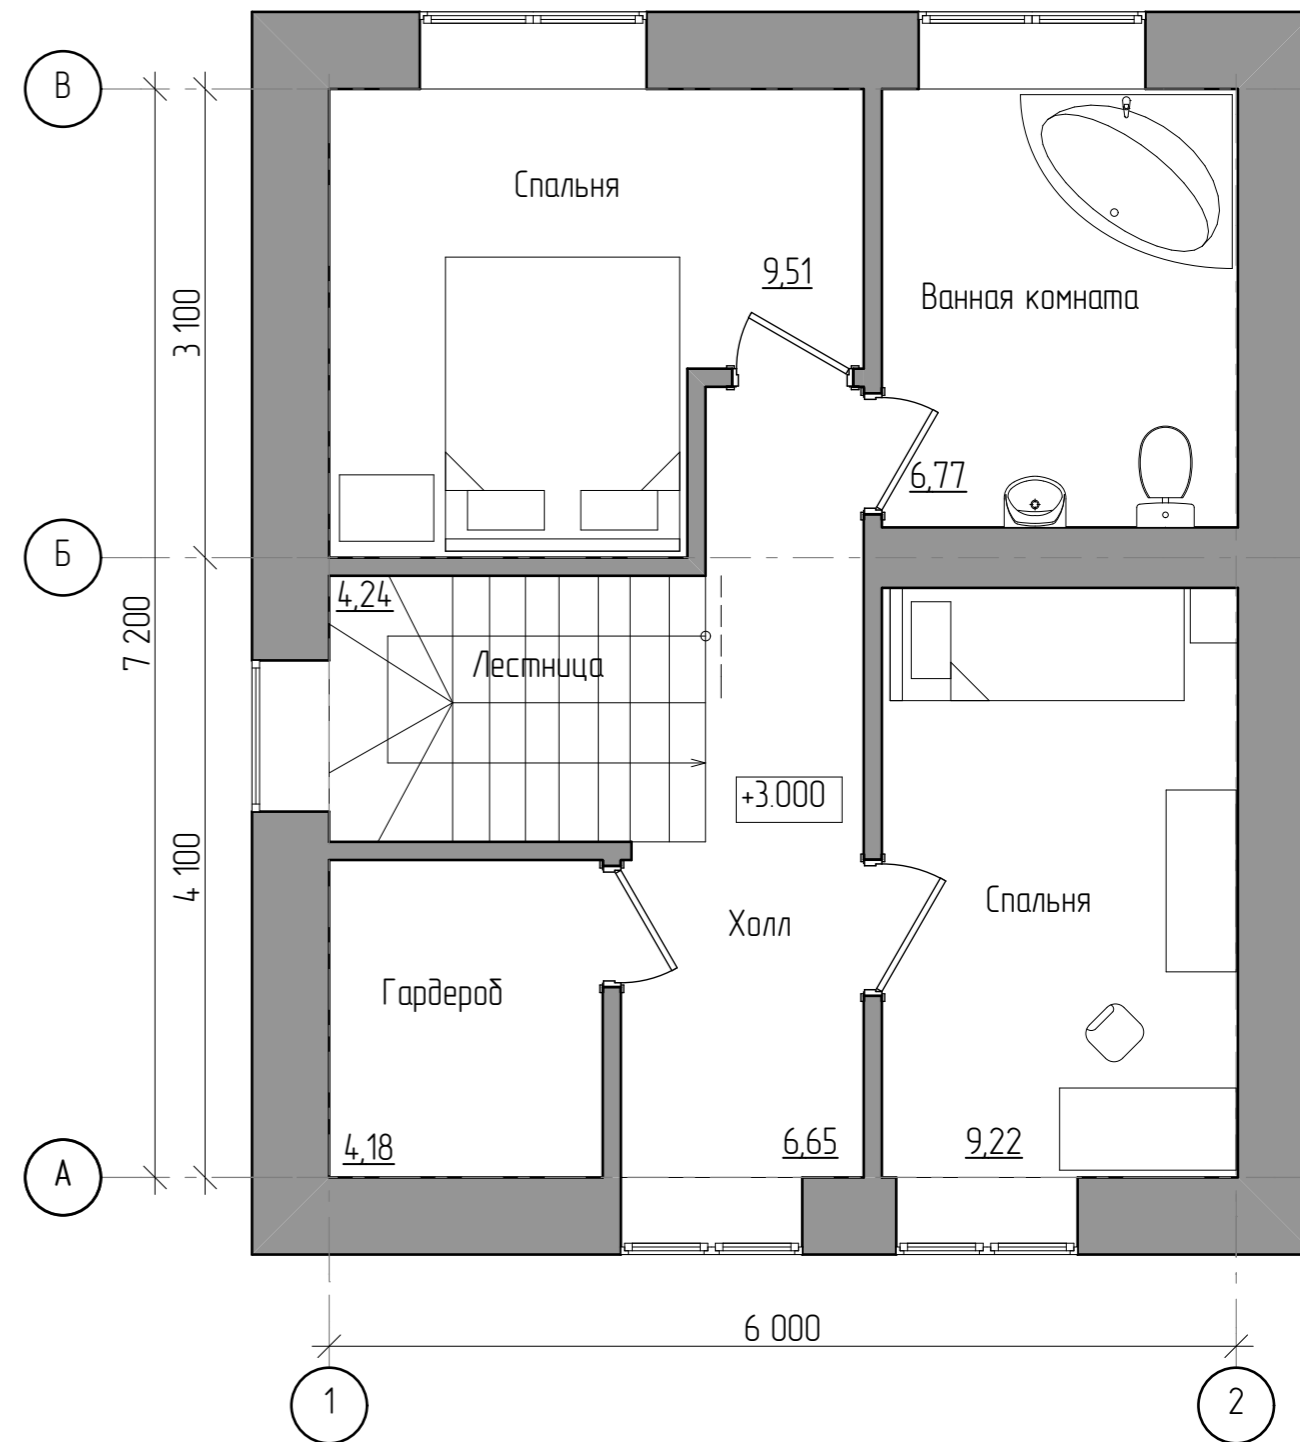 В
Спальня
9,51
Ванная комната
3 100
6,77
Б
4,24
7 200
Лестница
+3.000
4 100
Спальня
Холл
Гардероб
4,18
6,65
9,22
А
6 000
1
2